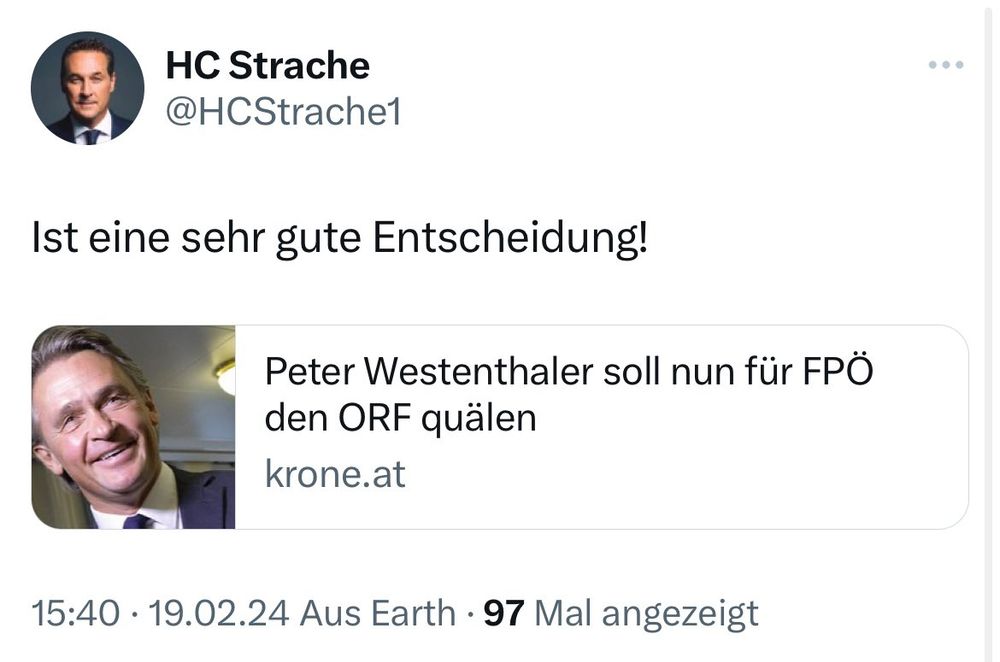 HC Strache
@HCStrache1
Ist eine sehr gute Entscheidung!
Peter Westenthaler soll nun für FPÖ
den ORF quälen
krone.at
15:40 · 19.02.24 Aus Earth · 97 Mal angezeigt